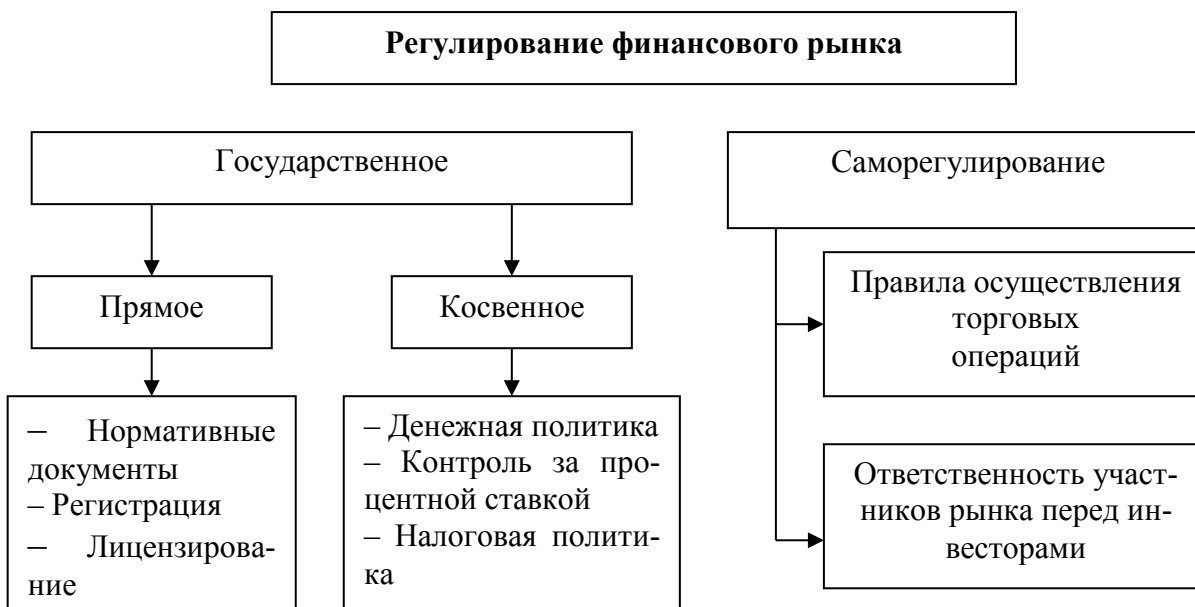 Регулирование финансового рынка
Государственное
Саморегулирование
Прямое
Косвенное
Правила осуществления
торговых
операций
– Нормативные
документы
– Регистрация
– Лицензирова-
ние
– Денежная политика
– Контроль за про-
центной ставкой
– Налоговая полити-
ка
Ответственность участ-
ников рынка перед ин-
весторами